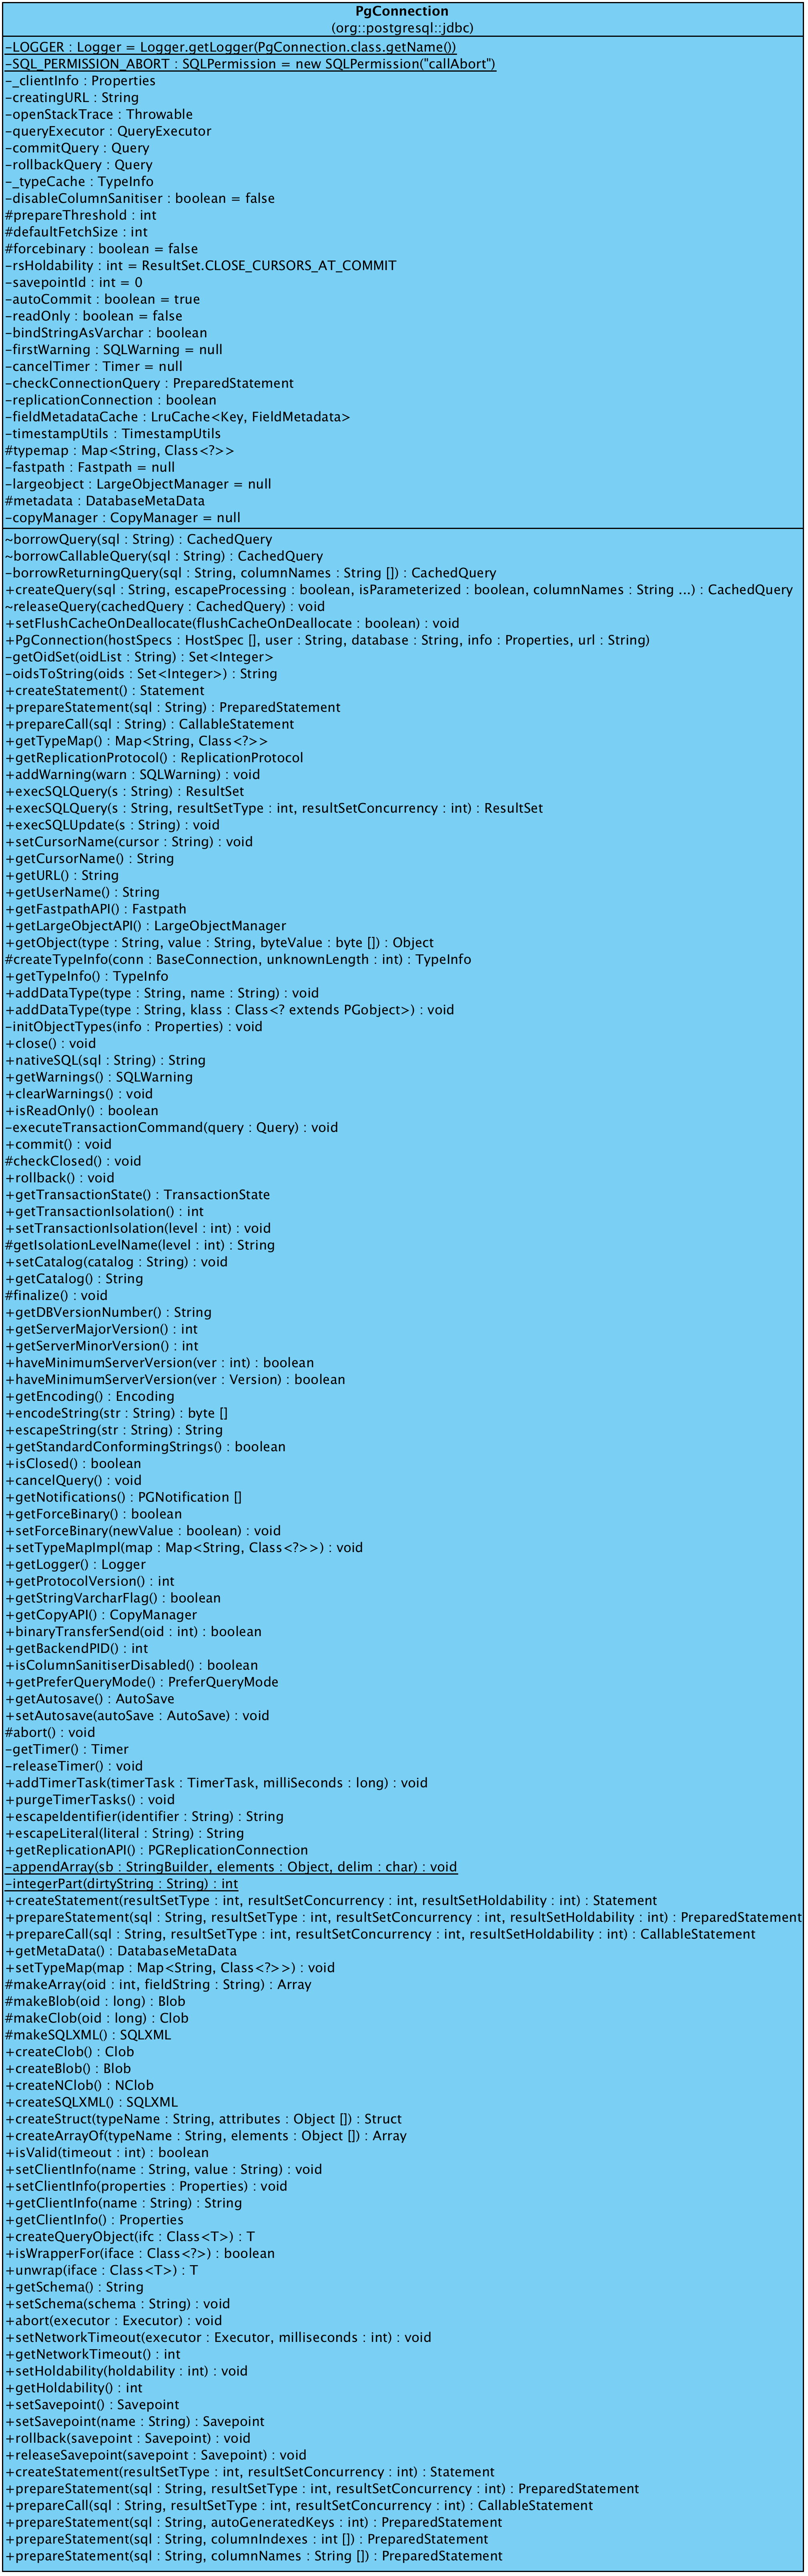 PgConnection
(org::postgresql::jdbc)
-LOGGER : Logger = Logger.getLogger(PgConnection.class.getName())
-SQL_PERMISSION_ABORT : SQLPermission = new SQLPermission("callAbort")
-_clientInfo : Properties
-creatingURL : String
-openStackTrace : Throwable
-queryExecutor : QueryExecutor
-commitQuery : Query
-rollbackQuery : Query
-_typeCache : TypeInfo
-disableColumnSanitiser : boolean = false
#prepareThreshold : int
#defaultFetchSize : int
#forcebinary : boolean = false
-rsHoldability : int = ResultSet.CLOSE_CURSORS_AT_COMMIT
-savepointId : int = 0
-autoCommit : boolean = true
-readOnly : boolean = false
-bindStringAsVarchar : boolean
-firstWarning : SQLWarning = null
-cancelTimer : Timer = null
-checkConnectionQuery : PreparedStatement
-replicationConnection : boolean
-fieldMetadataCache : LruCache<Key, FieldMetadata>
-timestampUtils : TimestampUtils
#typemap : Map<String, Class<?>>
-fastpath : Fastpath = null
-largeobject : LargeObjectManager = null
#metadata : DatabaseMetaData
-copyManager : CopyManager = null
~borrowQuery(sql : String) : CachedQuery
~borrowCallableQuery(sql : String) : CachedQuery
-borrowReturningQuery(sql : String, columnNames : String []) : CachedQuery
+createQuery(sql : String, escapeProcessing : boolean, isParameterized : boolean, columnNames : String ...) : CachedQuery
~releaseQuery(cachedQuery : CachedQuery) : void
+setFlushCacheOnDeallocate(flushCacheOnDeallocate : boolean) : void
+PgConnection(hostSpecs : HostSpec [], user : String, database : String, info : Properties, url : String)
-getOidSet(oidList : String) : Set<Integer>
-oidsToString(oids : Set<Integer>) : String
+createStatement() : Statement
+prepareStatement(sql : String) : PreparedStatement
+prepareCall(sql : String) : CallableStatement
+getTypeMap() : Map<String, Class<?>>
+getReplicationProtocol() : ReplicationProtocol
+addWarning(warn : SQLWarning) : void
+execSQLQuery(s : String) : ResultSet
+execSQLQuery(s : String, resultSetType : int, resultSetConcurrency : int) : ResultSet
+execSQLUpdate(s : String) : void
+setCursorName(cursor : String) : void
+getCursorName() : String
+getURL() : String
+getUserName() : String
+getFastpathAPI() : Fastpath
+getLargeObjectAPI() : LargeObjectManager
+getObject(type : String, value : String, byteValue : byte []) : Object
#createTypeInfo(conn : BaseConnection, unknownLength : int) : TypeInfo
+getTypeInfo() : TypeInfo
+addDataType(type : String, name : String) : void
+addDataType(type : String, klass : Class<? extends PGobject>) : void
-initObjectTypes(info : Properties) : void
+close() : void
+nativeSQL(sql : String) : String
+getWarnings() : SQLWarning
+clearWarnings() : void
+isReadOnly() : boolean
-executeTransactionCommand(query : Query) : void
+commit() : void
#checkClosed() : void
+rollback() : void
+getTransactionState() : TransactionState
+getTransactionIsolation() : int
+setTransactionIsolation(level : int) : void
#getIsolationLevelName(level : int) : String
+setCatalog(catalog : String) : void
+getCatalog() : String
#finalize() : void
+getDBVersionNumber() : String
+getServerMajorVersion() : int
+getServerMinorVersion() : int
+haveMinimumServerVersion(ver : int) : boolean
+haveMinimumServerVersion(ver : Version) : boolean
+getEncoding() : Encoding
+encodeString(str : String) : byte []
+escapeString(str : String) : String
+getStandardConformingStrings() : boolean
+isClosed() : boolean
+cancelQuery() : void
+getNotifications() : PGNotification []
+getForceBinary() : boolean
+setForceBinary(newValue : boolean) : void
+setTypeMapImpl(map : Map<String, Class<?>>) : void
+getLogger() : Logger
+getProtocolVersion() : int
+getStringVarcharFlag() : boolean
+getCopyAPI() : CopyManager
+binaryTransferSend(oid : int) : boolean
+getBackendPID() : int
+isColumnSanitiserDisabled() : boolean
+getPreferQueryMode() : PreferQueryMode
+getAutosave() : AutoSave
+setAutosave(autoSave : AutoSave) : void
#abort() : void
-getTimer() : Timer
-releaseTimer() : void
+addTimerTask(timerTask : TimerTask, milliSeconds : long) : void
+purgeTimerTasks() : void
+escapeIdentifier(identifier : String) : String
+escapeLiteral(literal : String) : String
+getReplicationAPI() : PGReplicationConnection
-appendArray(sb : StringBuilder, elements : Object, delim : char) : void
-integerPart(dirtyString : String) : int
+createStatement(resultSetType : int, resultSetConcurrency : int, resultSetHoldability : int) : Statement
+prepareStatement(sql : String, resultSetType : int, resultSetConcurrency : int, resultSetHoldability : int) : PreparedStatement
+prepareCall(sql : String, resultSetType : int, resultSetConcurrency : int, resultSetHoldability : int) : CallableStatement
+getMetaData() : DatabaseMetaData
+setTypeMap(map : Map<String, Class<?>>) : void
#makeArray(oid : int, fieldString : String) : Array
#makeBlob(oid : long) : Blob
#makeClob(oid : long) : Clob
#makeSQLXML() : SQLXML
+createClob() : Clob
+createBlob() : Blob
+createNClob() : NClob
+createSQLXML() : SQLXML
+createStruct(typeName : String, attributes : Object []) : Struct
+createArrayOf(typeName : String, elements : Object []) : Array
+isValid(timeout : int) : boolean
+setClientInfo(name : String, value : String) : void
+setClientInfo(properties : Properties) : void
+getClientInfo(name : String) : String
+getClientInfo() : Properties
+createQueryObject(ifc : Class<T>) : T
+isWrapperFor(iface : Class<?>) : boolean
+unwrap(iface : Class<T>) : T
+getSchema() : String
+setSchema(schema : String) : void
+abort(executor : Executor) : void
+setNetworkTimeout(executor : Executor, milliseconds : int) : void
+getNetworkTimeout() : int
+setHoldability(holdability : int) : void
+getHoldability() : int
+setSavepoint() : Savepoint
+setSavepoint(name : String) : Savepoint
+rollback(savepoint : Savepoint) : void
+releaseSavepoint(savepoint : Savepoint) : void
+createStatement(resultSetType : int, resultSetConcurrency : int) : Statement
+prepareStatement(sql : String, resultSetType : int, resultSetConcurrency : int) : PreparedStatement
+prepareCall(sql : String, resultSetType : int, resultSetConcurrency : int) : CallableStatement
+prepareStatement(sql : String, autoGeneratedKeys : int) : PreparedStatement
+prepareStatement(sql : String, columnIndexes : int []) : PreparedStatement
+prepareStatement(sql : String, columnNames : String []) : PreparedStatement